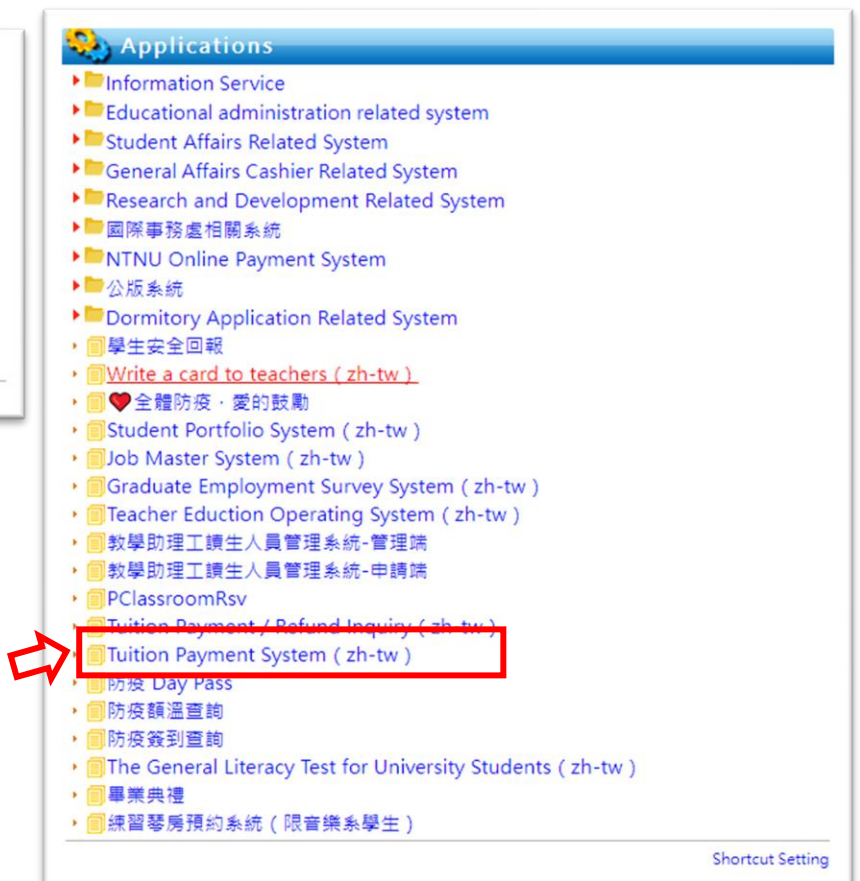 Applications
Information Service
Educational administration related system
Student Affairs Related System
General Affairs Cashier Related System
Research and Development Related System
國際事務處相關系統
NTNU Online Payment System
公版系統
Dormitory Application Related System
學生安全回報
Write a card to teachers ( zh-tw )
全體防疫．愛的鼓勵
Student Portfolio System ( zh-tw )
Job Master System ( zh-tw )
Graduate Employment Survey System ( zh-tw )
Teacher Eduction Operating System ( zh-tw )
教學助理工讀生人員管理系統-管理端
教學助理工讀生人員管理系統-申請端
PClassroomRsv
Tuition Payment / Refund Inquiry ( zh-tw )
Tuition Payment System ( zh-tw )
防疫 Day Pass
防疫額溫查詢
防疫簽到查詢
The General Literacy Test for University Students ( zh-tw )
畢業典禮
練習琴房預約系統 ( 限音樂系學生 )
Shortcut Setting